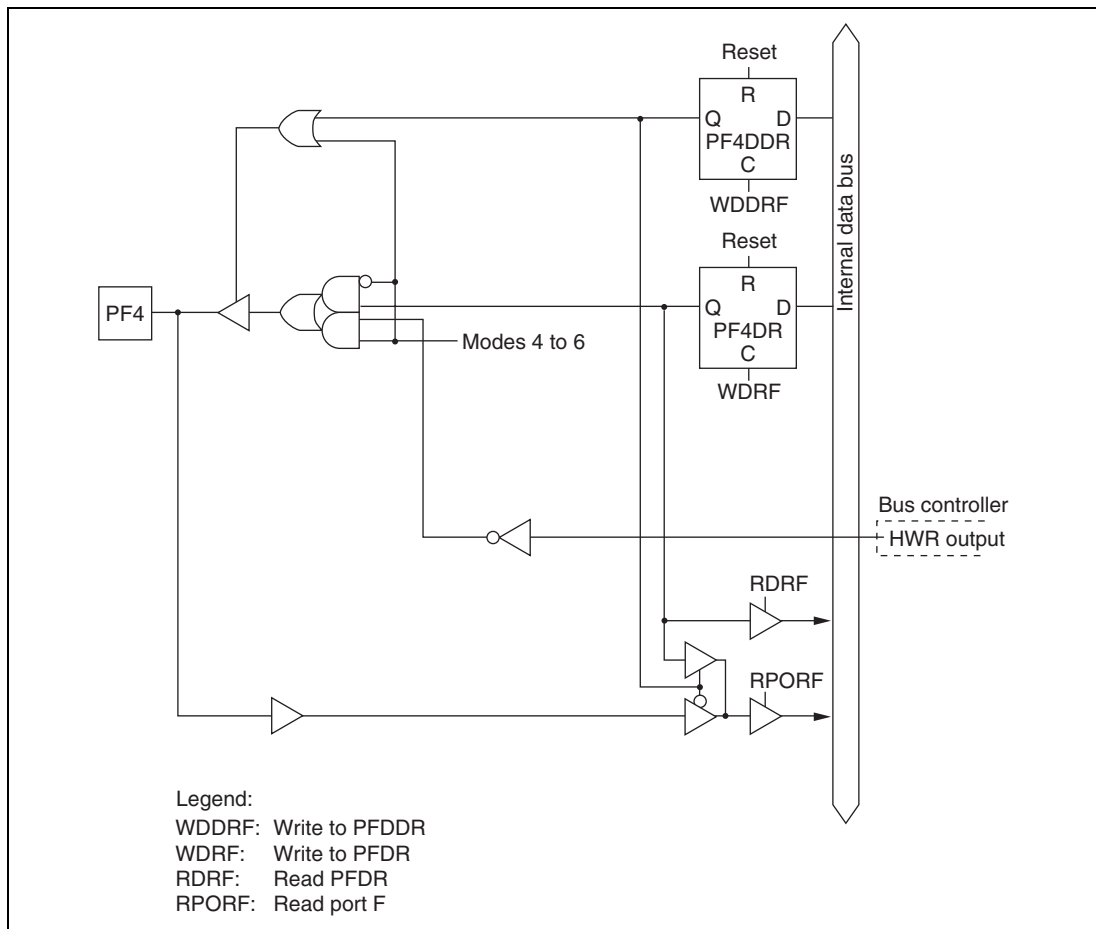 Reset
R
Q D
PF4DDR
C
WDDRF
Reset
R
Q D
PF4DR
C
WDRF
Internal data bus
PF4
Modes 4 to 6
Bus controller
HWR output
RDRF
RPORF
Legend:
WDDRF: Write to PFDDR
WDRF: Write to PFDR
RDRF: Read PFDR
RPORF: Read port F